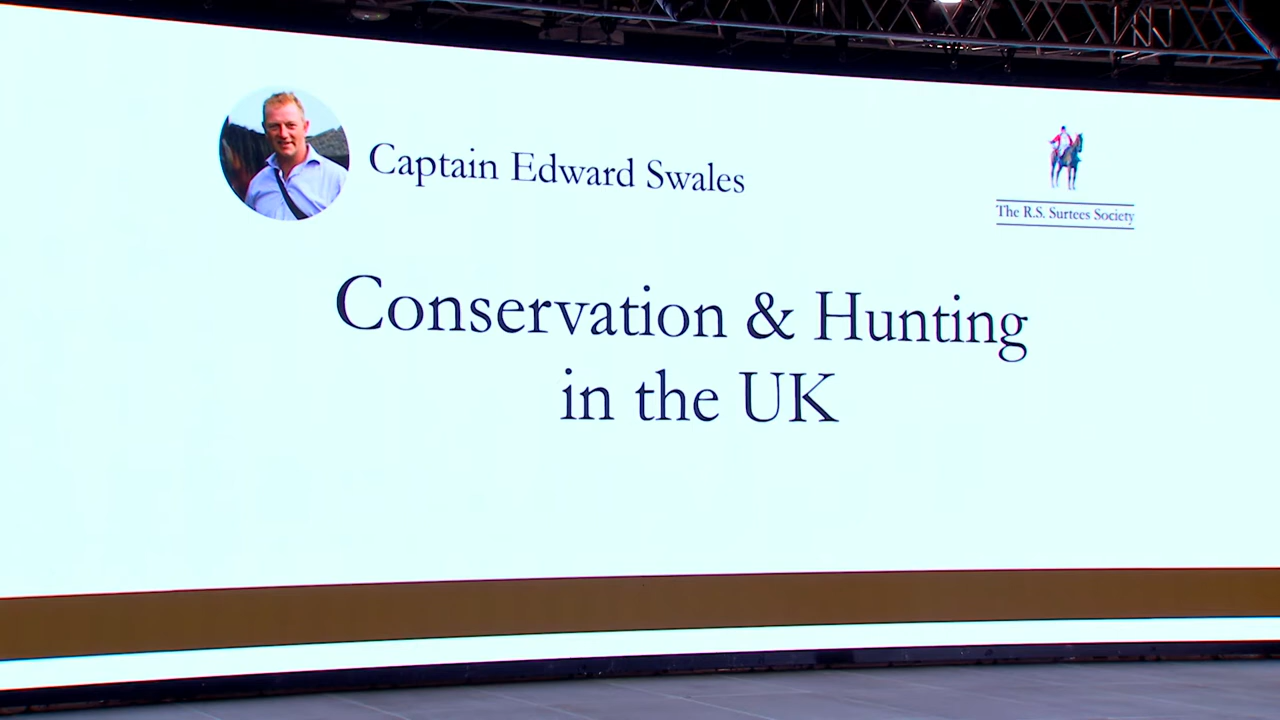 Captain Edward Swales
The R.S. Surtees Society
Conservation & Hunting
in the UK